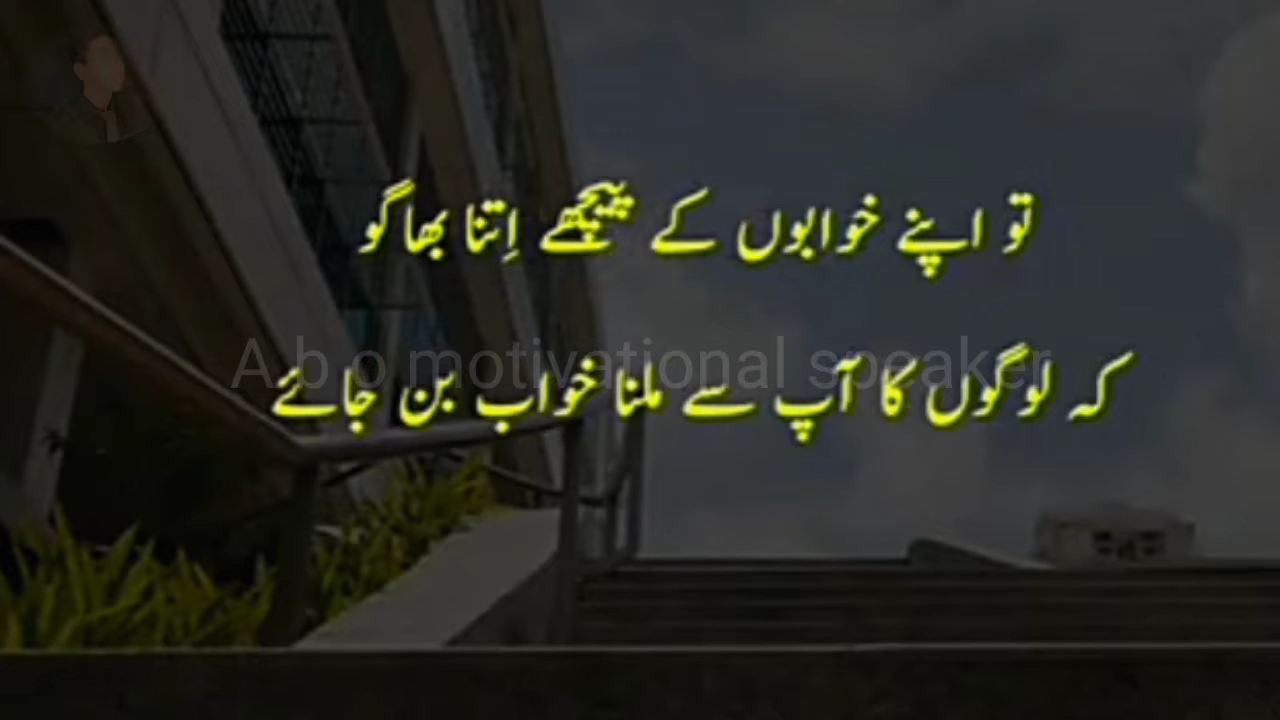 تو اپنے خوابوں کے پیچھے اِتنا بھاگو
A b o motivational speaker
کہ لوگوں کا آپ سے ملنا خواب بن جائے